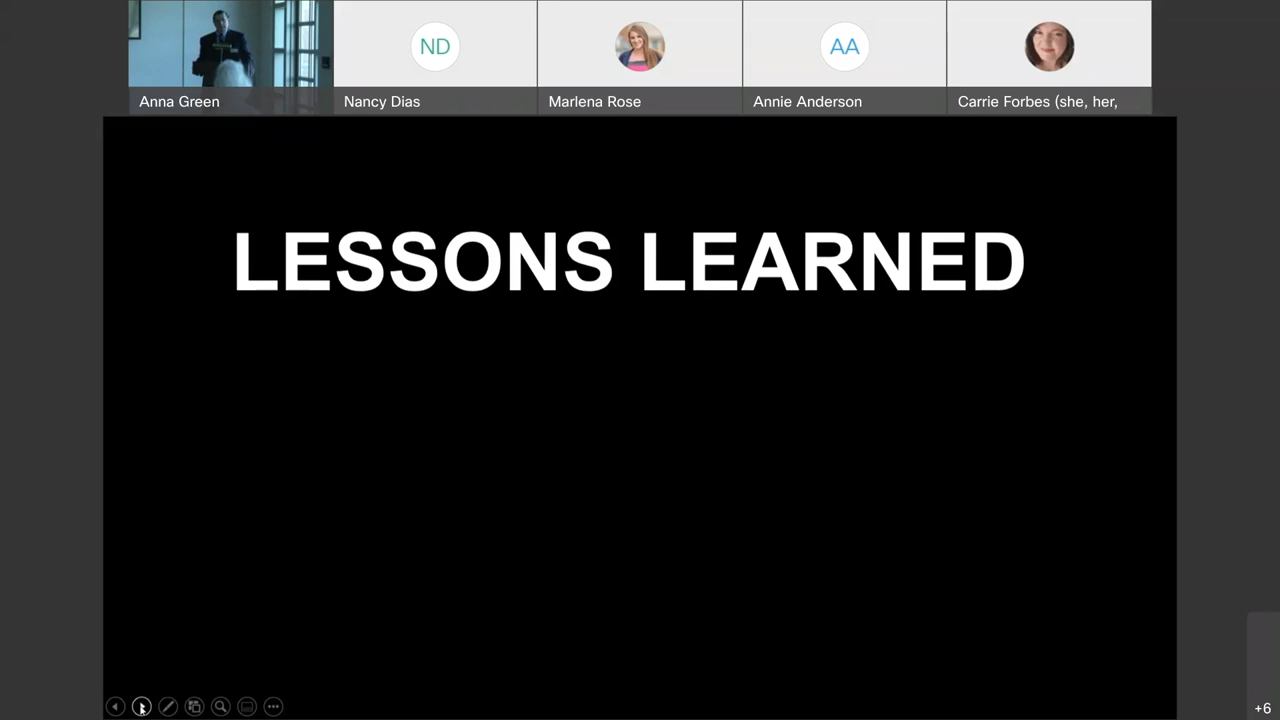 ND
AA
Anna Green
Nancy Dias
Marlena Rose
Annie Anderson
Carrie Forbes (she, her,
LESSONS LEARNED
+6